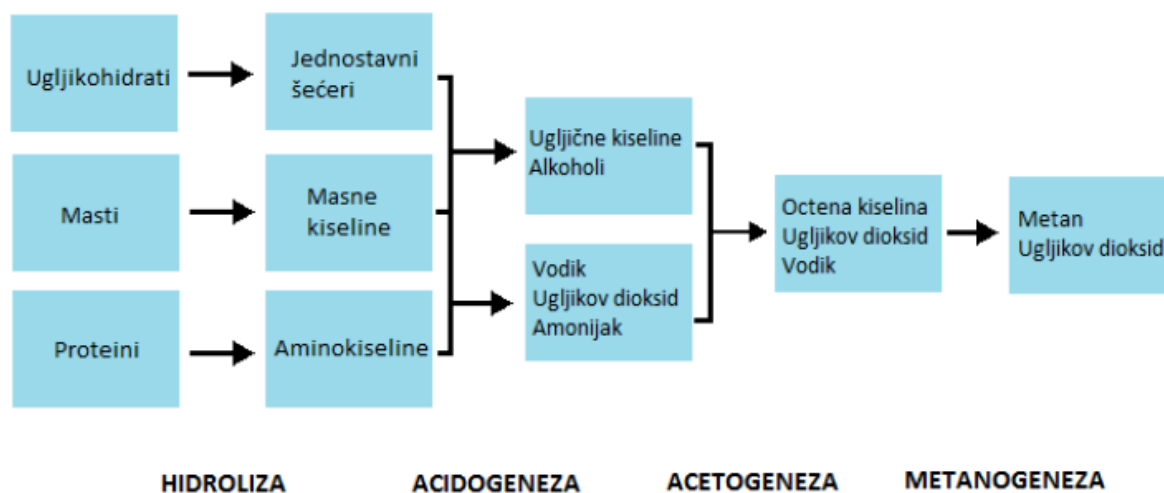 Ugljikohidrati
Jednostavni
šećeri
Masti
Masne
kiseline
Proteini
Aminokiseline
Ugljične kiseline
Alkoholi
Vodik
Ugljikov dioksid
Amonijak
Octena kiselina
Ugljikov dioksid
Vodik
Metan
Ugljikov dioksid
HIDROLIZA
ACIDOGENEZA
ACETOGENEZA
METANOGENEZA